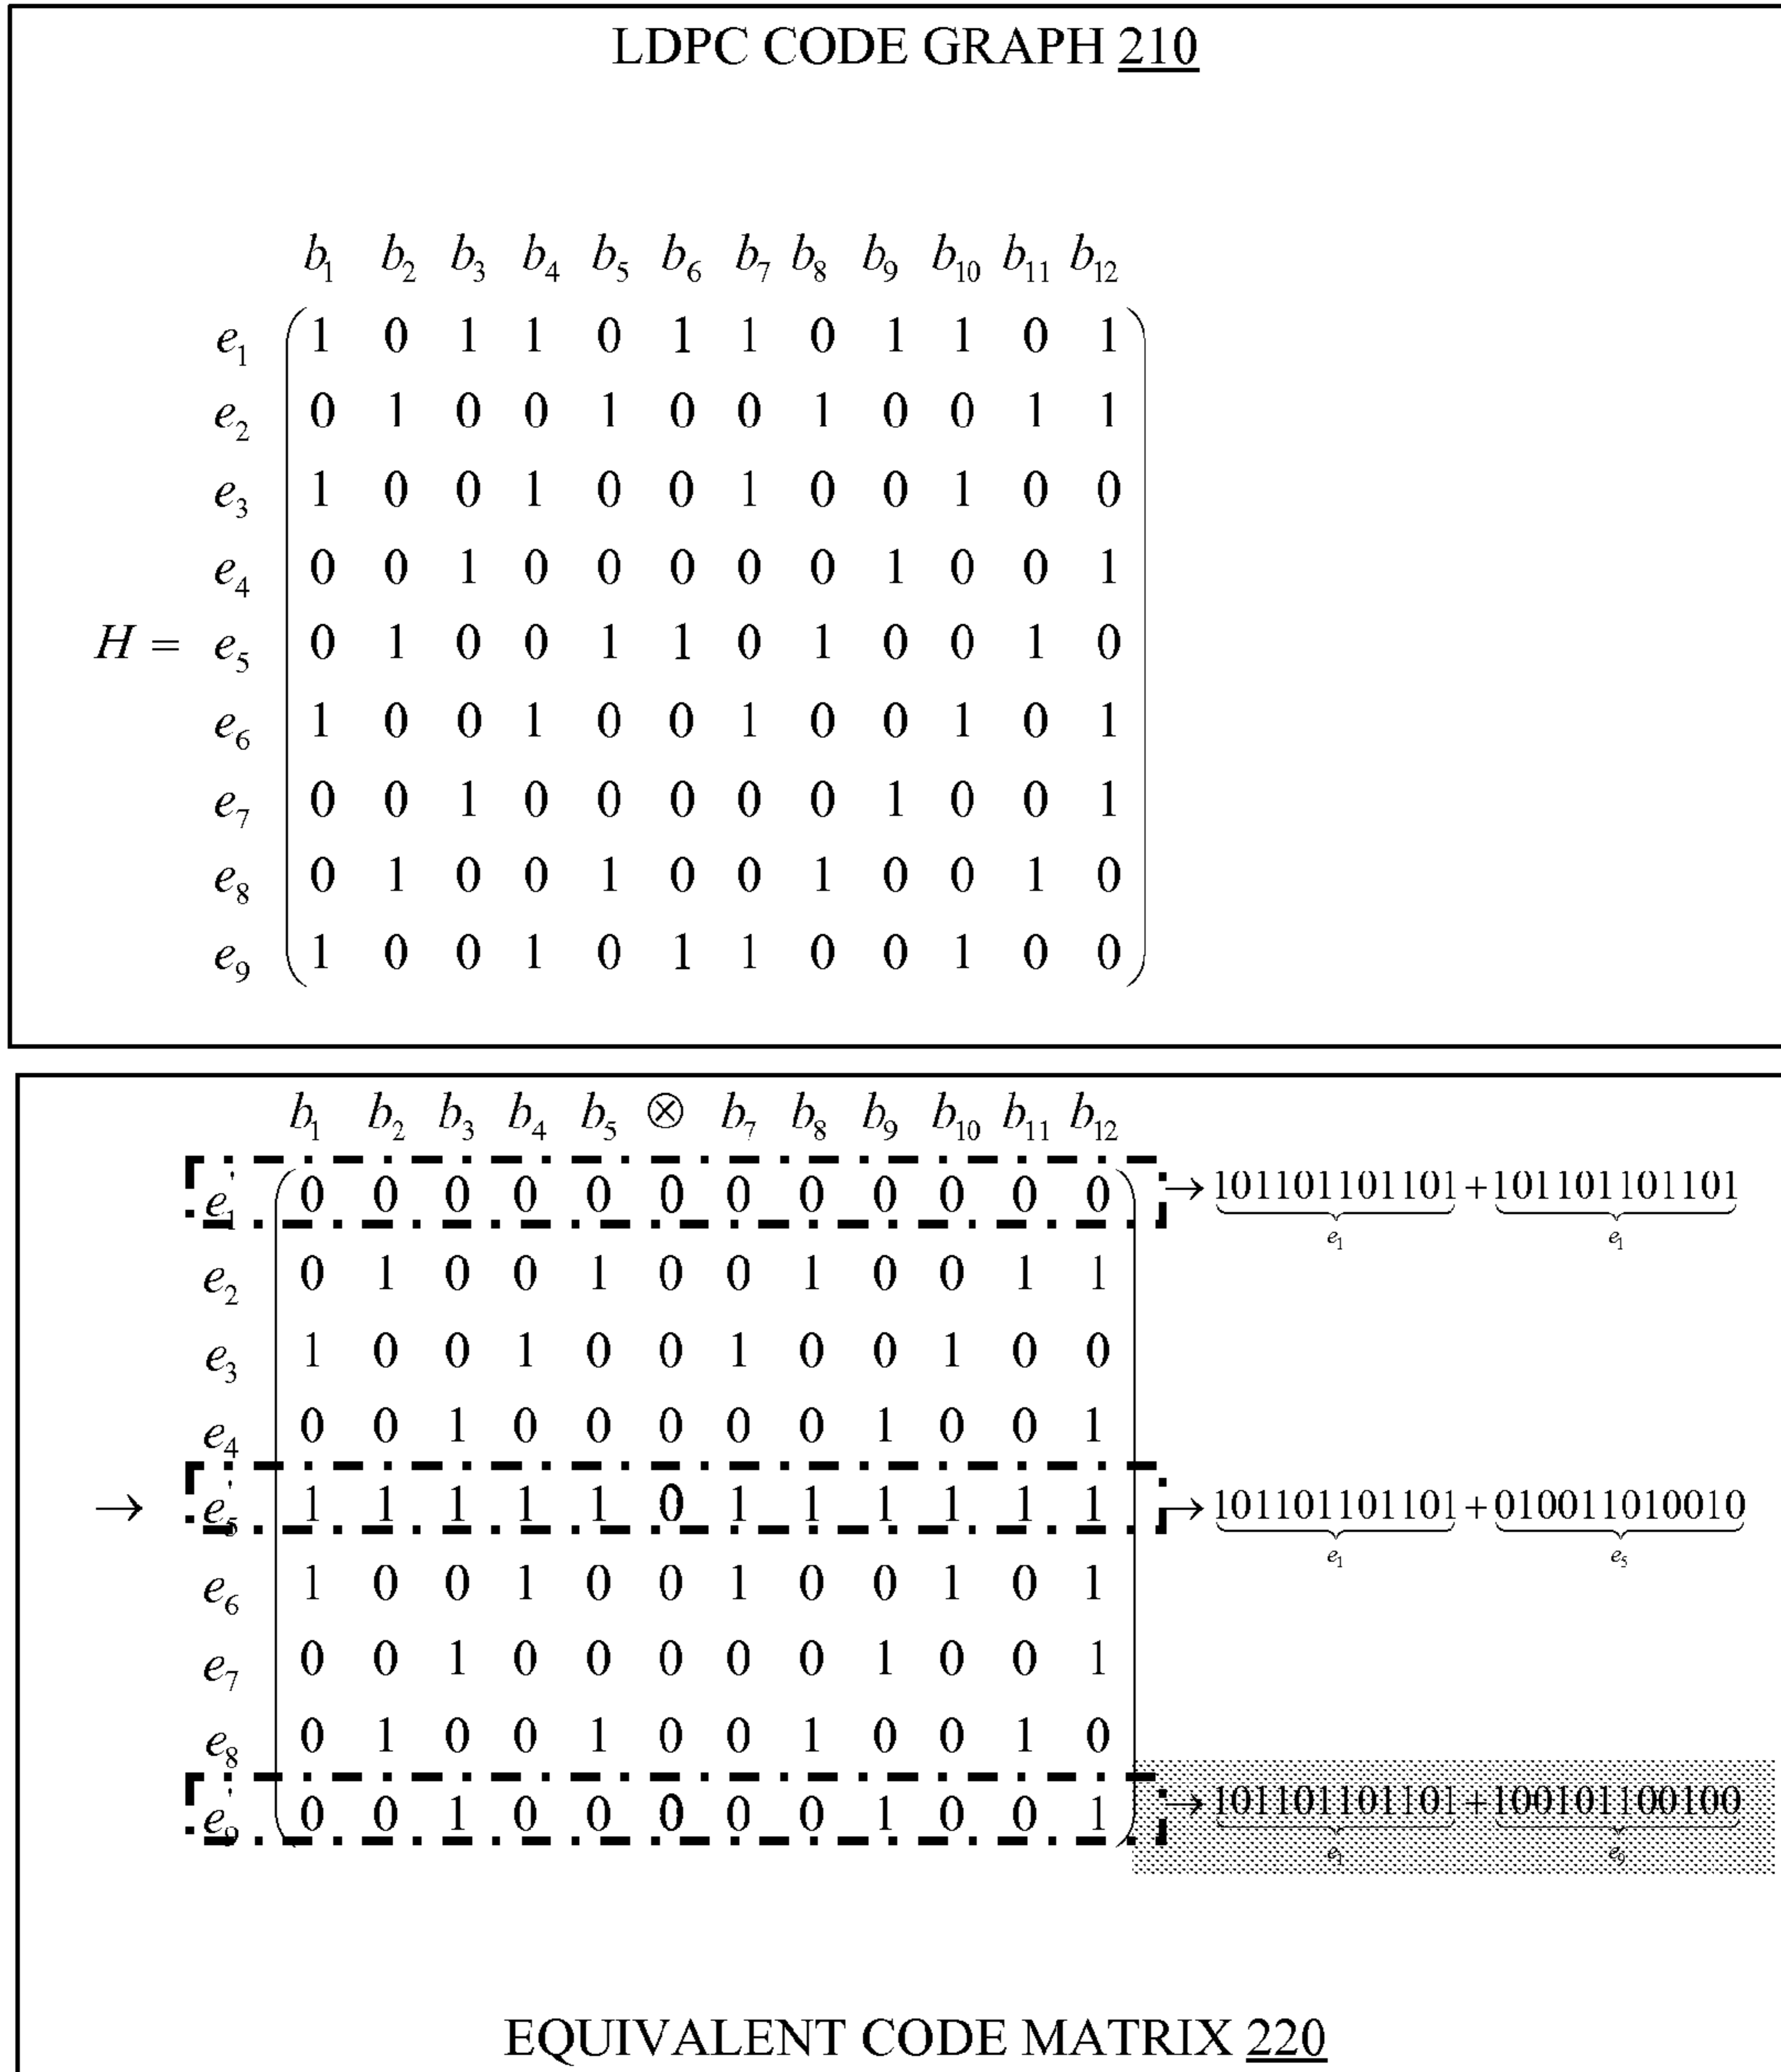 LDPC CODE GRAPH 210
b1 b2 b3 b4 b5 b6 b7 b8 b9 b10 b11 b12
e1 1 0 1 1 0 1 1 0 1 1 0 1
e2 0 1 0 0 1 0 0 1 0 0 1 1
e3 1 0 0 1 0 0 1 0 0 1 0 0
e4 0 0 1 0 0 0 0 0 1 0 0 1
H = e5 0 1 0 0 1 1 0 1 0 0 1 0
e6 1 0 0 1 0 0 1 0 0 1 0 1
e7 0 0 1 0 0 0 0 0 1 0 0 1
e8 0 1 0 0 1 0 0 1 0 0 1 0
e9 1 0 0 1 0 1 1 0 0 1 0 0
b1 b2 b3 b4 b5 ⊗ b7 b8 b9 b10 b11 b12
e1' 0 0 0 0 0 0 0 0 0 0 0 0 → 101101101101 + 101101101101
e1 e1
e2 0 1 0 0 1 0 0 1 0 0 1 1
e3 1 0 0 1 0 0 1 0 0 1 0 0
e4 0 0 1 0 0 0 0 0 1 0 0 1
→ e5' 1 1 1 1 1 0 1 1 1 1 1 1 → 101101101101 + 010011010010
e1 e5
e6 1 0 0 1 0 0 1 0 0 1 0 1
e7 0 0 1 0 0 0 0 0 1 0 0 1
e8 0 1 0 0 1 0 0 1 0 0 1 0
e9' 0 0 1 0 0 0 0 0 1 0 0 1 → 101101101101 + 100101100100
e1 e9
EQUIVALENT CODE MATRIX 220